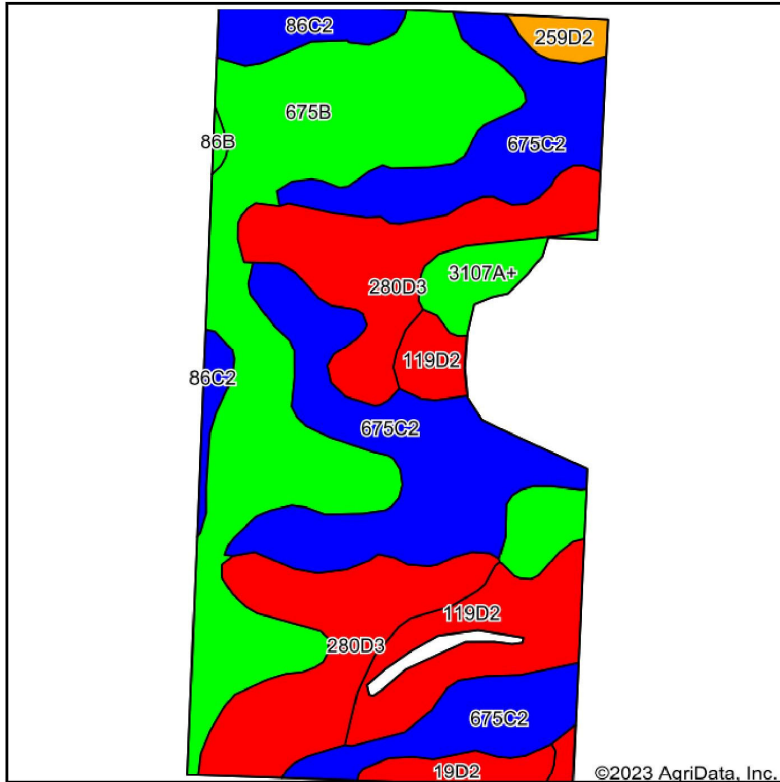 86C2
259D2
675B
86B
675C2
3107A+
280D3
119D2
86C2
675C2
119D2
280D3
675C2
19D2
©2023 AgriData, Inc.